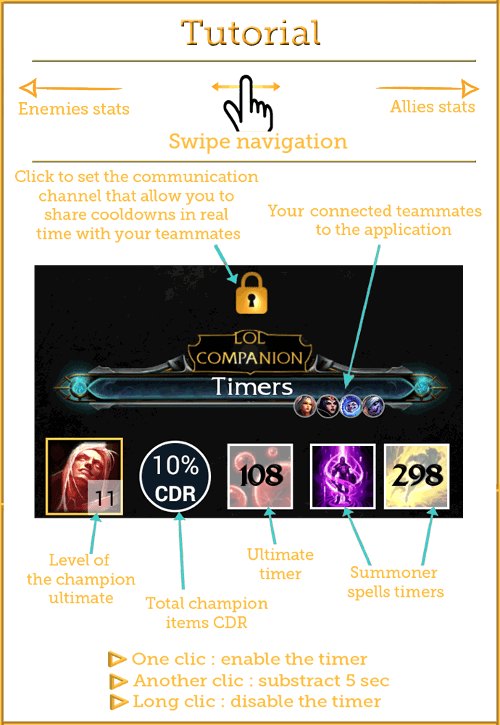 Tutorial
Enemies stats
Allies stats
Swipe navigation
Click to set the communication
channel that allow you to
share cooldowns in real
time with your teammates
Your connected teammates
to the application
LOL
COMPANION
Timers
11
10%
CDR
108
298
Level of
the champion
ultimate
Total champion
items CDR
Ultimate
timer
Summoner
spells timers
One clic : enable the timer
Another clic : substract 5 sec
Long clic : disable the timer